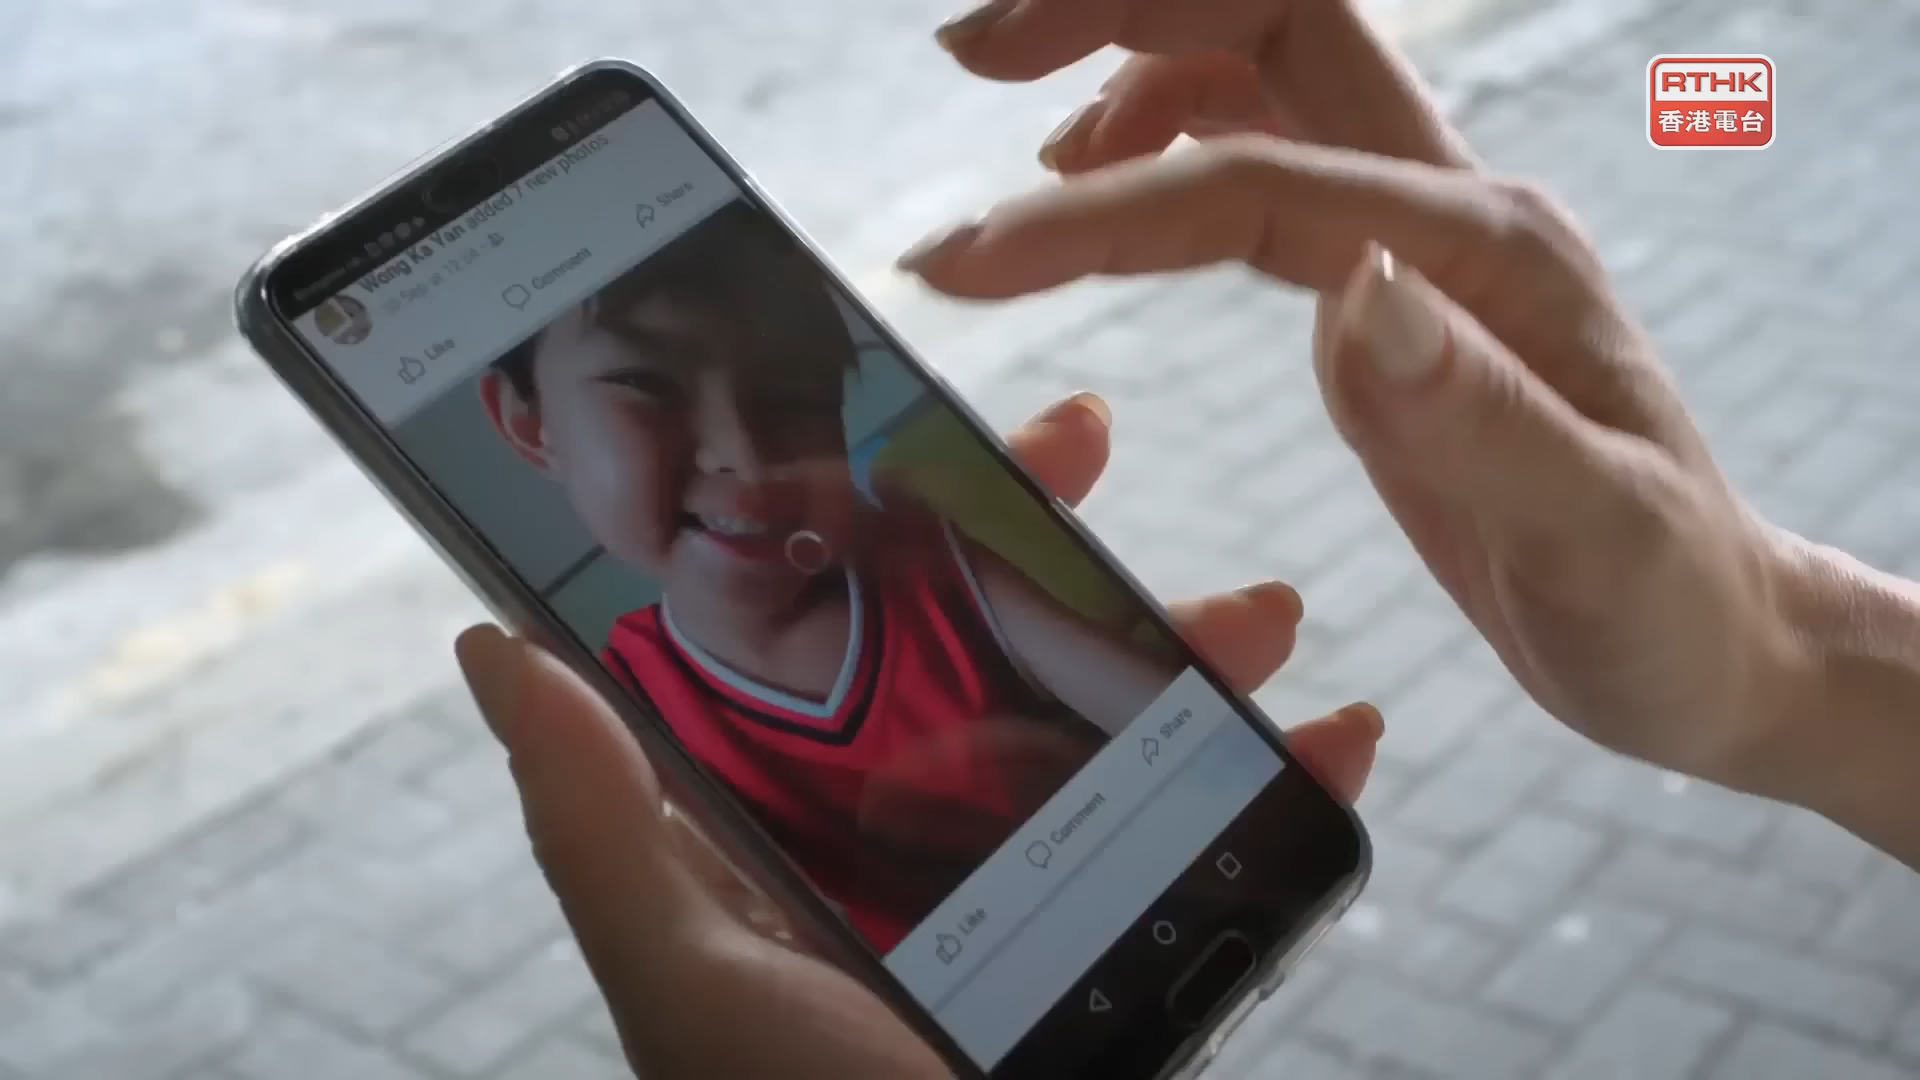 RTHK
香港電台
Wong Ka Yan added 7 new photos
Like
Comment
Share
Like
Comment
Share